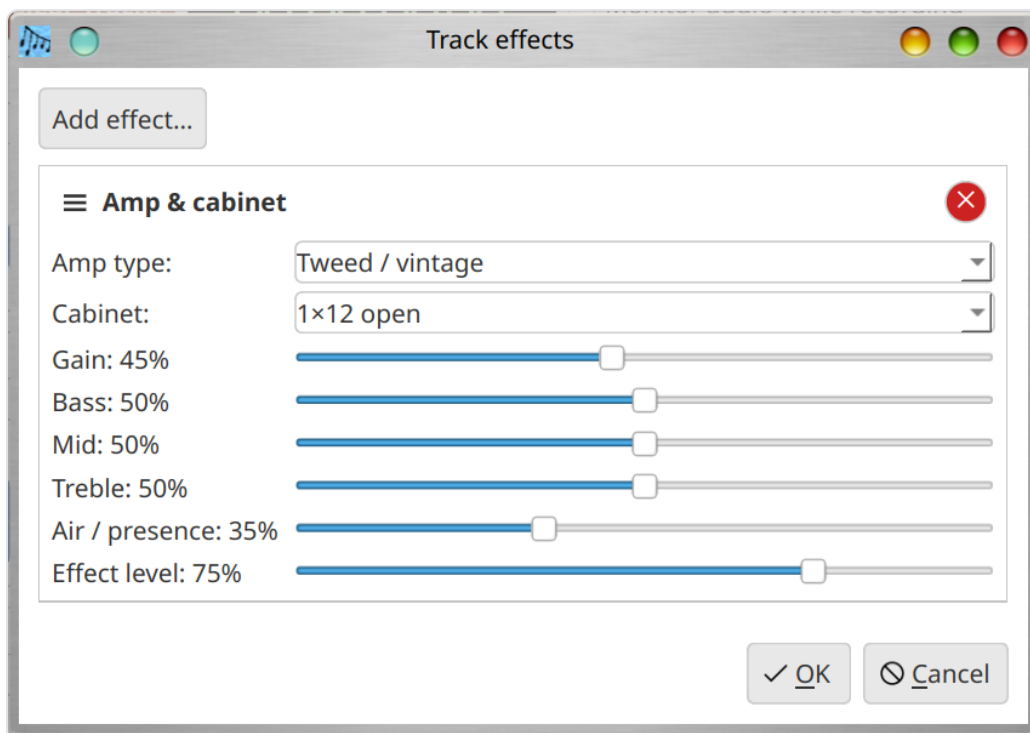 Track effects
Add effect...
Amp & cabinet
Amp type: Tweed / vintage
Cabinet: 1×12 open
Gain: 45%
Bass: 50%
Mid: 50%
Treble: 50%
Air / presence: 35%
Effect level: 75%
OK Cancel